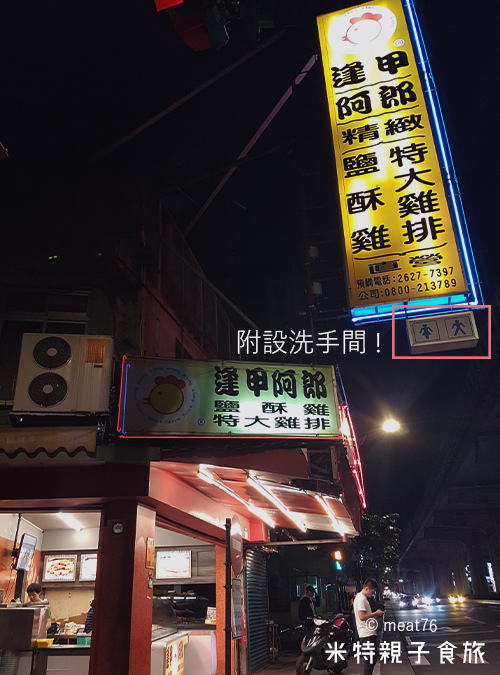 逢甲
阿郎
精緻
鹽酥雞
特大雞排
直營
預購電話:2627-7397
公司:0800-213789
附設洗手間!
逢甲阿郎
鹽酥雞
特大雞排
© meat76
米特親子食旅